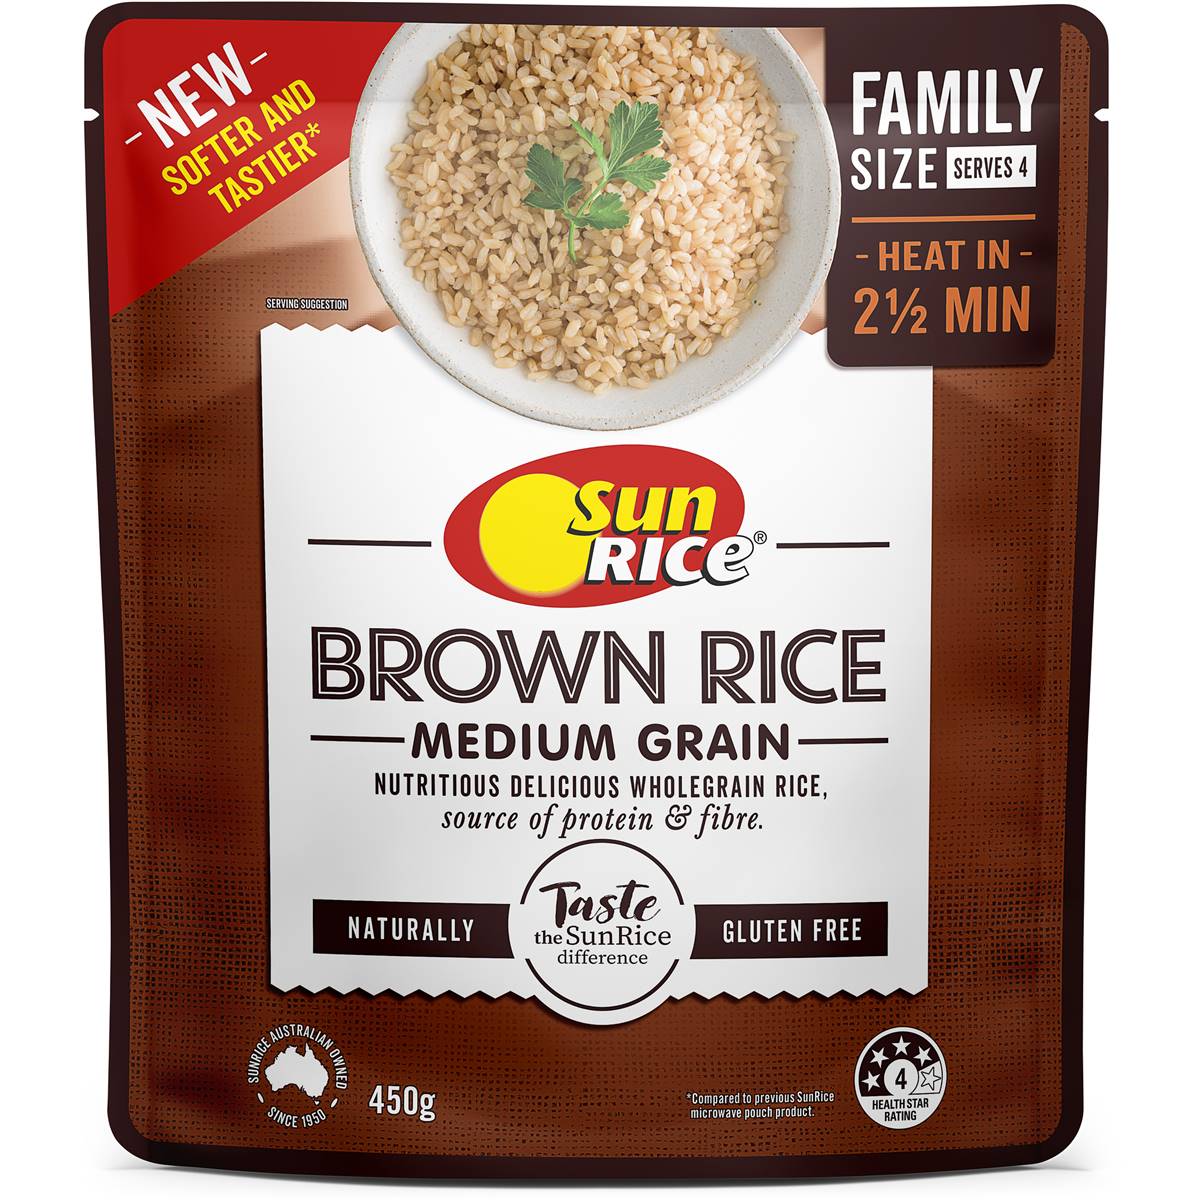 NEW
SOFTER AND
TASTIER*
FAMILY
SIZE SERVES 4
- HEAT IN -
2½ MIN
SERVING SUGGESTION
Sun
RICE®
BROWN RICE
MEDIUM GRAIN
NUTRITIOUS DELICIOUS WHOLEGRAIN RICE,
source of protein & fibre.
NATURALLY
Taste
the SunRice
difference
GLUTEN FREE
SUNRICE AUSTRALIAN OWNED
• SINCE 1950 •
450g
*Compared to previous SunRice
microwave pouch product.
4
HEALTH STAR
RATING